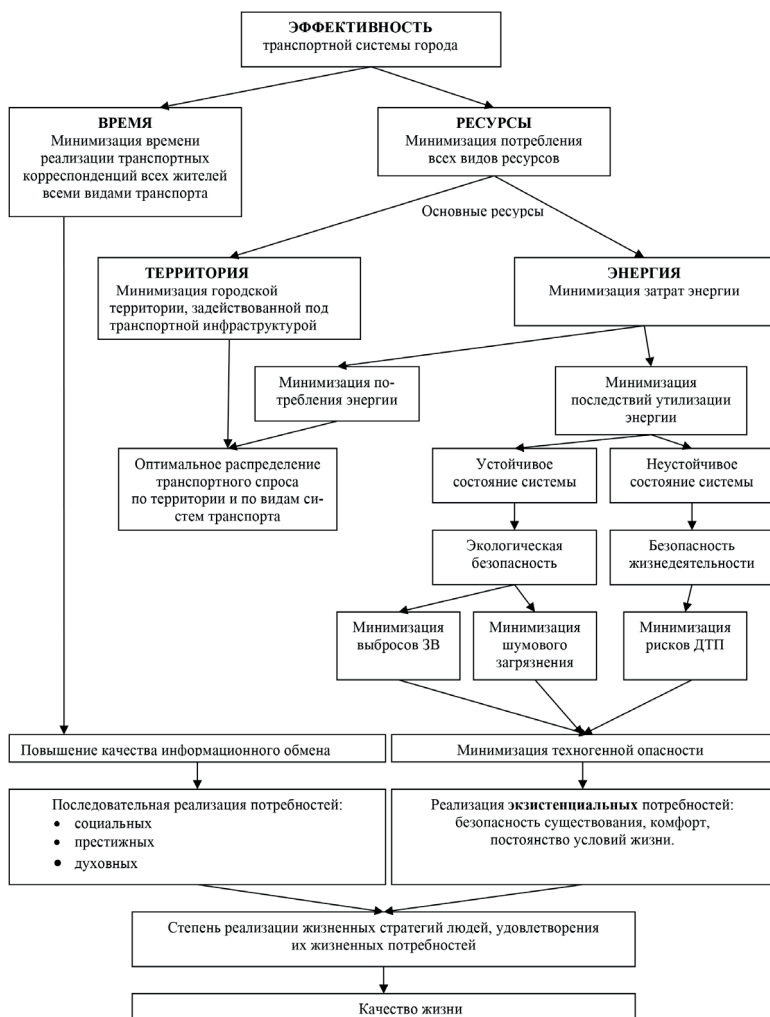 ЭФФЕКТИВНОСТЬ
транспортной системы города
ВРЕМЯ
Минимизация времени
реализации транспортных
корреспонденций всех жителей
всеми видами транспорта
РЕСУРСЫ
Минимизация потребления
всех видов ресурсов
Основные ресурсы
ТЕРРИТОРИЯ
Минимизация городской
территории, задействованной под
транспортной инфраструктурой
ЭНЕРГИЯ
Минимизация затрат энергии
Минимизация по-
требления энергии
Минимизация
последствий утилизации
энергии
Оптимальное распределение
транспортного спроса
по территории и по видам си-
стем транспорта
Устойчивое
состояние системы
Неустойчивое
состояние системы
Экологическая
безопасность
Безопасность
жизнедеятельности
Минимизация
выбросов ЗВ
Минимизация
шумового
загрязнения
Минимизация
рисков ДТП
Повышение качества информационного обмена
Минимизация техногенной опасности
Последовательная реализация потребностей:
• социальных
• престижных
• духовных
Реализация экзистенциальных потребностей:
безопасность существования, комфорт,
постоянство условий жизни.
Степень реализации жизненных стратегий людей, удовлетворения
их жизненных потребностей
Качество жизни